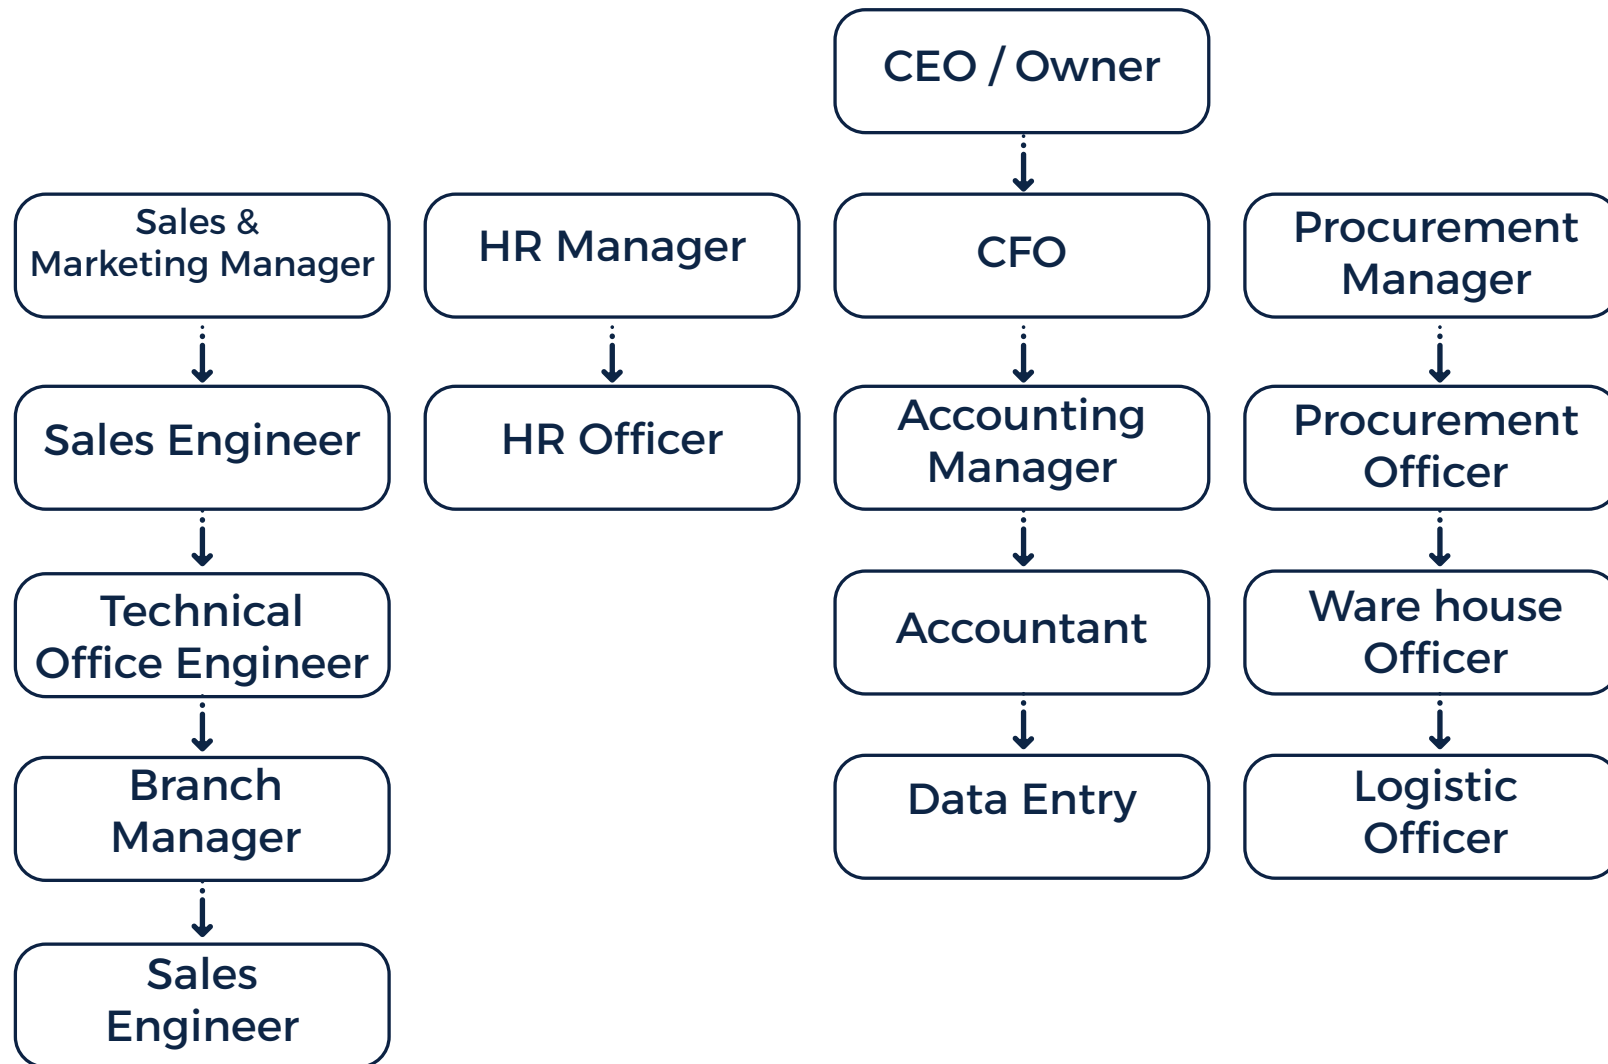 CEO / Owner
Sales &
Marketing Manager
HR Manager
CFO
Procurement
Manager
Sales Engineer
HR Officer
Accounting
Manager
Procurement
Officer
Technical
Office Engineer
Accountant
Ware house
Officer
Branch
Manager
Data Entry
Logistic
Officer
Sales
Engineer